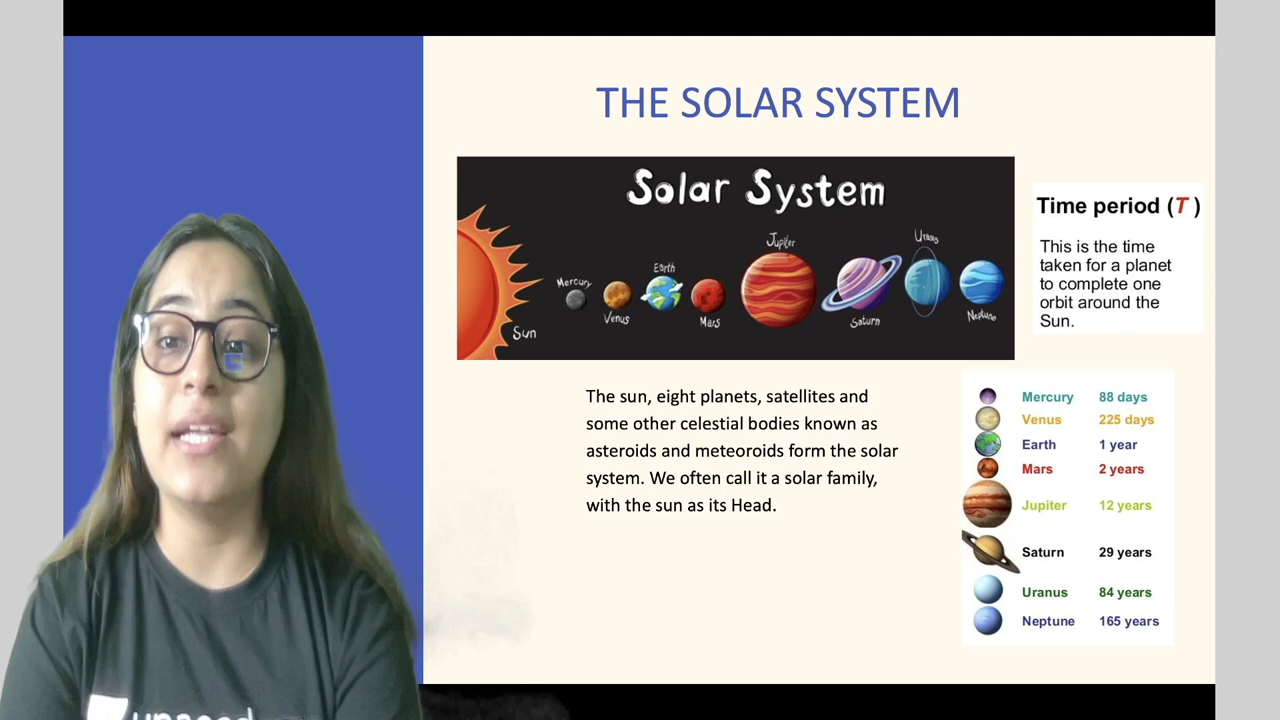 THE SOLAR SYSTEM
Solar System
Sun
Mercury
Venus
Earth
Mars
Jupiter
Saturn
Uranus
Neptune
Time period (T)
This is the time
taken for a planet
to complete one
orbit around the
Sun.
The sun, eight planets, satellites and
some other celestial bodies known as
asteroids and meteoroids form the solar
system. We often call it a solar family,
with the sun as its Head.
Mercury 88 days
Venus 225 days
Earth 1 year
Mars 2 years
Jupiter 12 years
Saturn 29 years
Uranus 84 years
Neptune 165 years